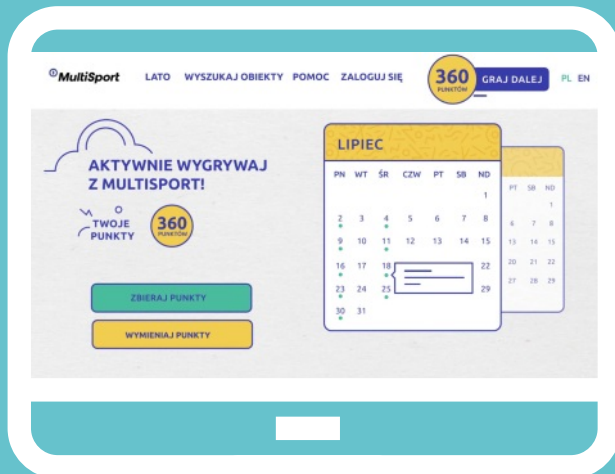 MultiSport LATO WYSZUKAJ OBIEKTY POMOC ZALOGUJ SIĘ 360 PUNKTÓW GRAJ DALEJ PL EN
AKTYWNIE WYGRYWAJ
Z MULTISPORT!
TWOJE
PUNKTY
360
PUNKTÓW
ZBIERAJ PUNKTY
WYMIENIAJ PUNKTY
LIPIEC
PN WT ŚR CZW PT SB ND
1
2 3 4 5 6 7 8
9 10 11 12 13 14 15
16 17 18 22
23 24 25 29
30 31
PT SB ND
1
6 7 8
13 14 15
20 21 22
27 28 29